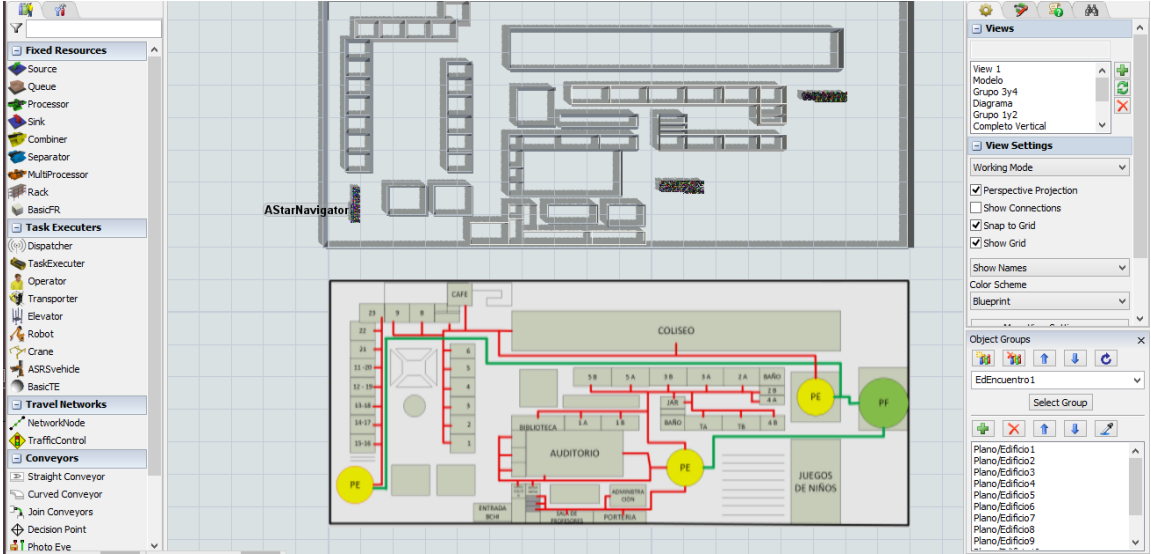 Fixed Resources
Source
Queue
Processor
Sink
Combiner
Separator
MultiProcessor
Rack
BasicFR
Task Executers
Dispatcher
TaskExecuter
Operator
Transporter
Elevator
Robot
Crane
ASRSvehicle
BasicTE
Travel Networks
NetworkNode
TrafficControl
Conveyors
Straight Conveyor
Curved Conveyor
Join Conveyors
Decision Point
Photo Eye
AStarNavigator
CAFE
23 9 8
22
21
11 -20
12 - 19
13-18
14-17
15-16
6
5
4
3
2
1
COLISEO
5 B 5 A 3 B 3 A 2 A BAÑO
2 B
4 A
JAR
BAÑO 7A 7B 4 B
BIBLIOTECA 1 A 1 B
AUDITORIO
PE
PE
PE
PF
JUEGOS
DE NIÑOS
ADMINISTRA
CIÓN
ENTRADA
BCHI
SALA DE
PROFESORES
PORTERIA
Views
View 1
Modelo
Grupo 3y4
Diagrama
Grupo 1y2
Completo Vertical
View Settings
Working Mode
Perspective Projection
Show Connections
Snap to Grid
Show Grid
Show Names
Color Scheme
Blueprint
Object Groups
EdEncuentro1
Select Group
Plano/Edificio1
Plano/Edificio2
Plano/Edificio3
Plano/Edificio4
Plano/Edificio5
Plano/Edificio6
Plano/Edificio7
Plano/Edificio8
Plano/Edificio9